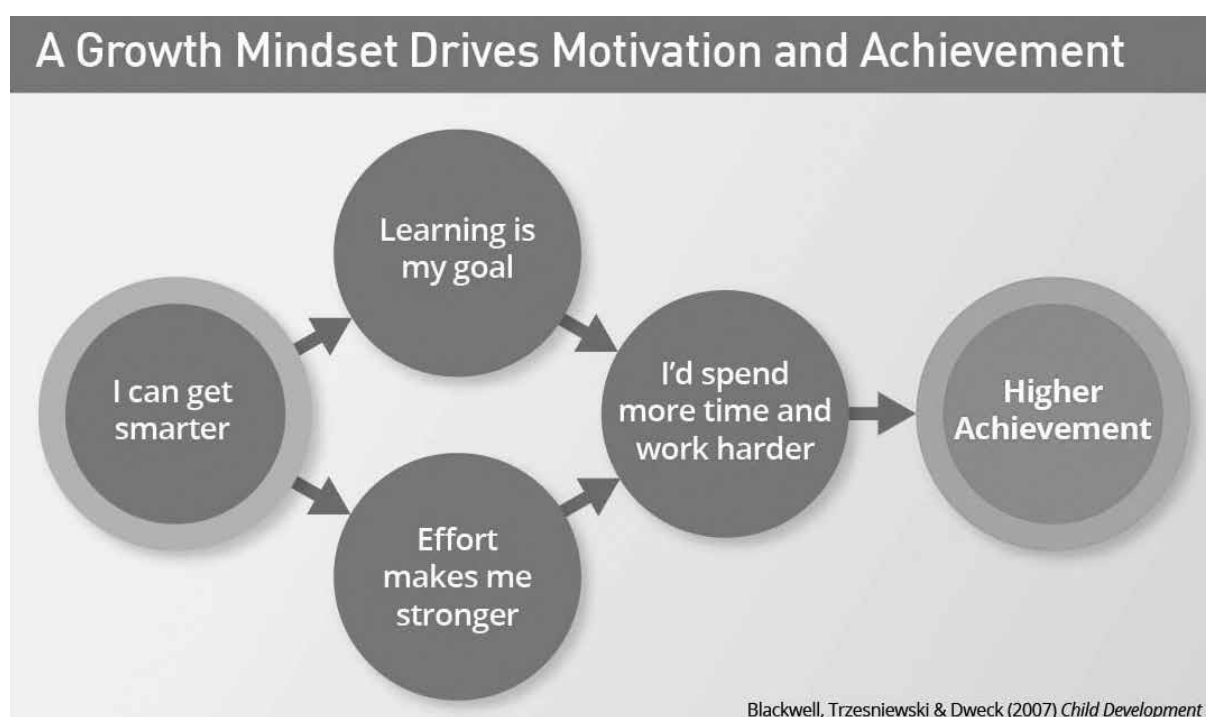 A Growth Mindset Drives Motivation and Achievement
I can get
smarter
Learning is
my goal
Effort
makes me
stronger
I'd spend
more time and
work harder
Higher
Achievement
Blackwell, Trzesniewski & Dweck (2007) Child Development